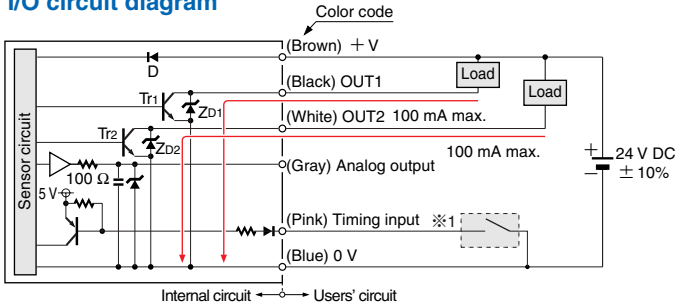 I/O circuit diagram
Color code
(Brown) +V
D
(Black) OUT1
Load
Load
Tr1
ZD1
(White) OUT2 100 mA max.
Tr2
ZD2
100 mA max.
Sensor circuit
100 Ω
(Gray) Analog output
+
24 V DC
−
± 10%
5 V
(Pink) Timing input ※1
(Blue) 0 V
Internal circuit
Users' circuit